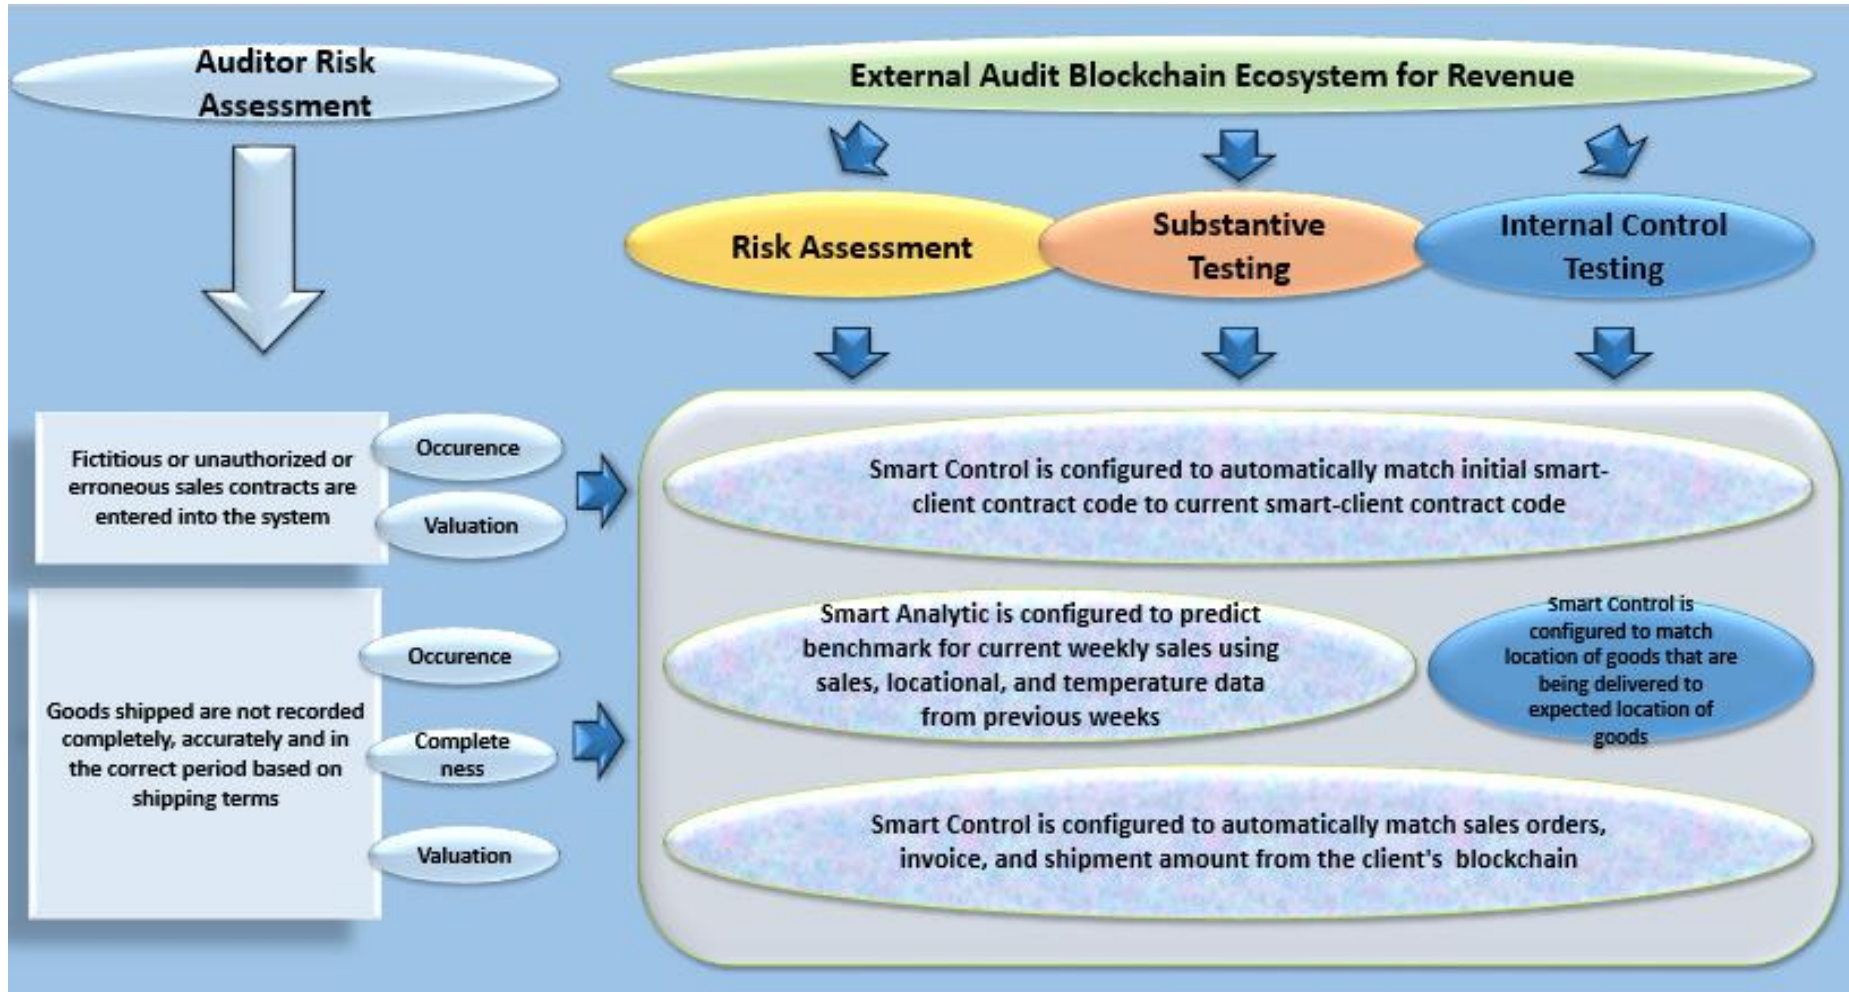 Auditor Risk
Assessment
External Audit Blockchain Ecosystem for Revenue
Risk Assessment
Substantive
Testing
Internal Control
Testing
Fictitious or unauthorized or
erroneous sales contracts are
entered into the system
Occurence
Valuation
Smart Control is configured to automatically match initial smart-
client contract code to current smart-client contract code
Goods shipped are not recorded
completely, accurately and in
the correct period based on
shipping terms
Occurence
Complete
ness
Valuation
Smart Analytic is configured to predict
benchmark for current weekly sales using
sales, locational, and temperature data
from previous weeks
Smart Control is
configured to match
location of goods that are
being delivered to
expected location of
goods
Smart Control is configured to automatically match sales orders,
invoice, and shipment amount from the client's blockchain